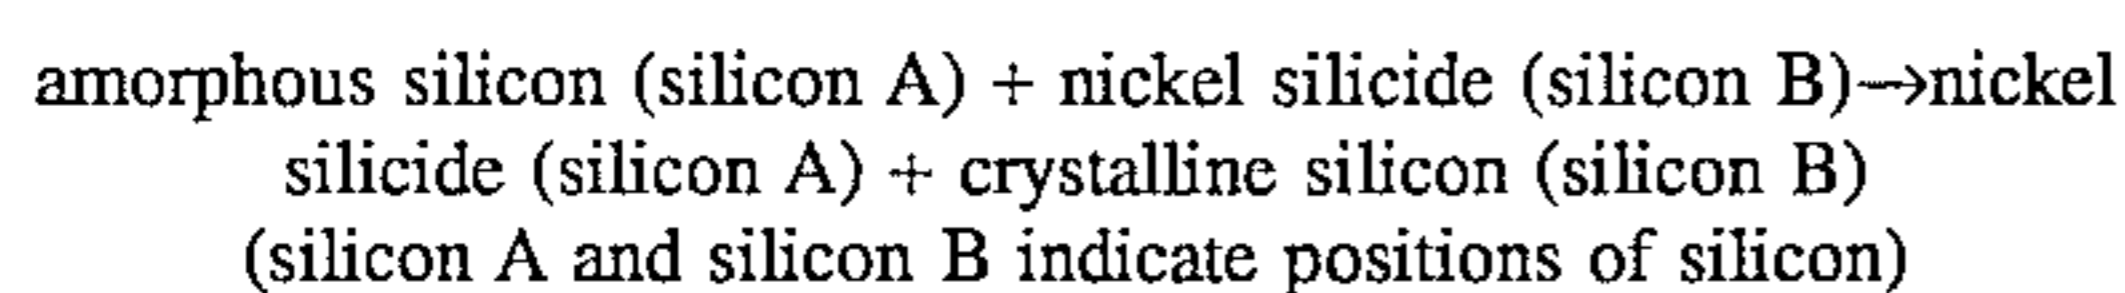 amorphous silicon (silicon A) + nickel silicide (silicon B)→nickel
silicide (silicon A) + crystalline silicon (silicon B)
(silicon A and silicon B indicate positions of silicon)